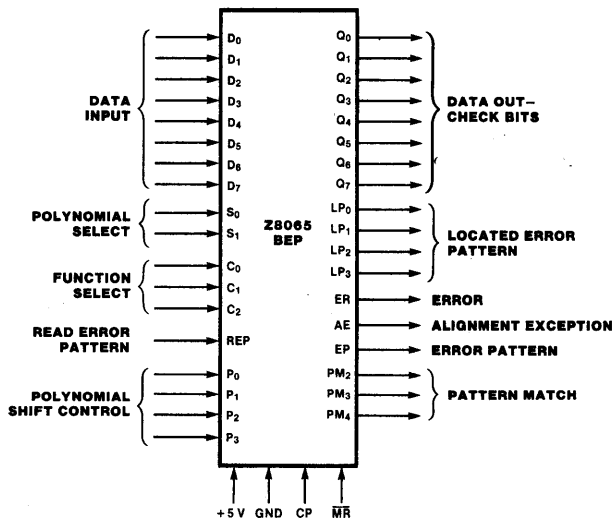 DATA INPUT
D0
D1
D2
D3
D4
D5
D6
D7
POLYNOMIAL SELECT
S0
S1
FUNCTION SELECT
C0
C1
C2
READ ERROR PATTERN
REP
POLYNOMIAL SHIFT CONTROL
P0
P1
P2
P3
Z8065
BEP
Q0
Q1
Q2
Q3
Q4
Q5
Q6
Q7
DATA OUT–
CHECK BITS
LP0
LP1
LP2
LP3
LOCATED ERROR
PATTERN
ER
ERROR
AE
ALIGNMENT EXCEPTION
EP
ERROR PATTERN
PM2
PM3
PM4
PATTERN MATCH
+5 V GND CP M̅R̅